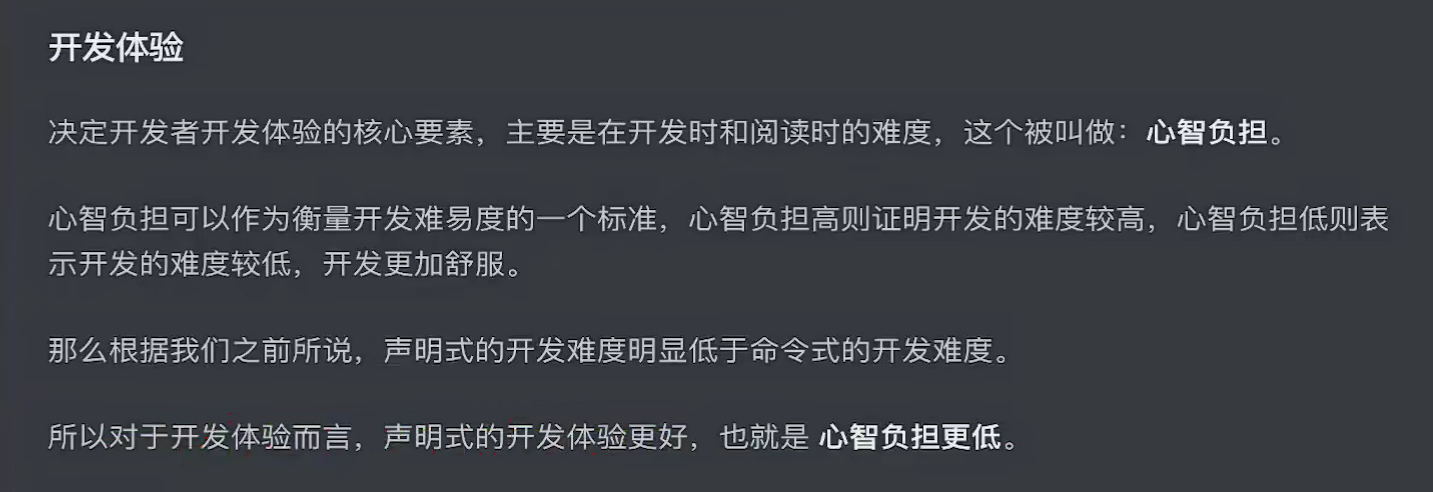 开发体验
决定开发者开发体验的核心要素，主要是在开发时和阅读时的难度，这个被叫做：心智负担。
心智负担可以作为衡量开发难易度的一个标准，心智负担高则证明开发的难度较高，心智负担低则表
示开发的难度较低，开发更加舒服。
那么根据我们之前所说，声明式的开发难度明显低于命令式的开发难度。
所以对于开发体验而言，声明式的开发体验更好，也就是 心智负担更低。